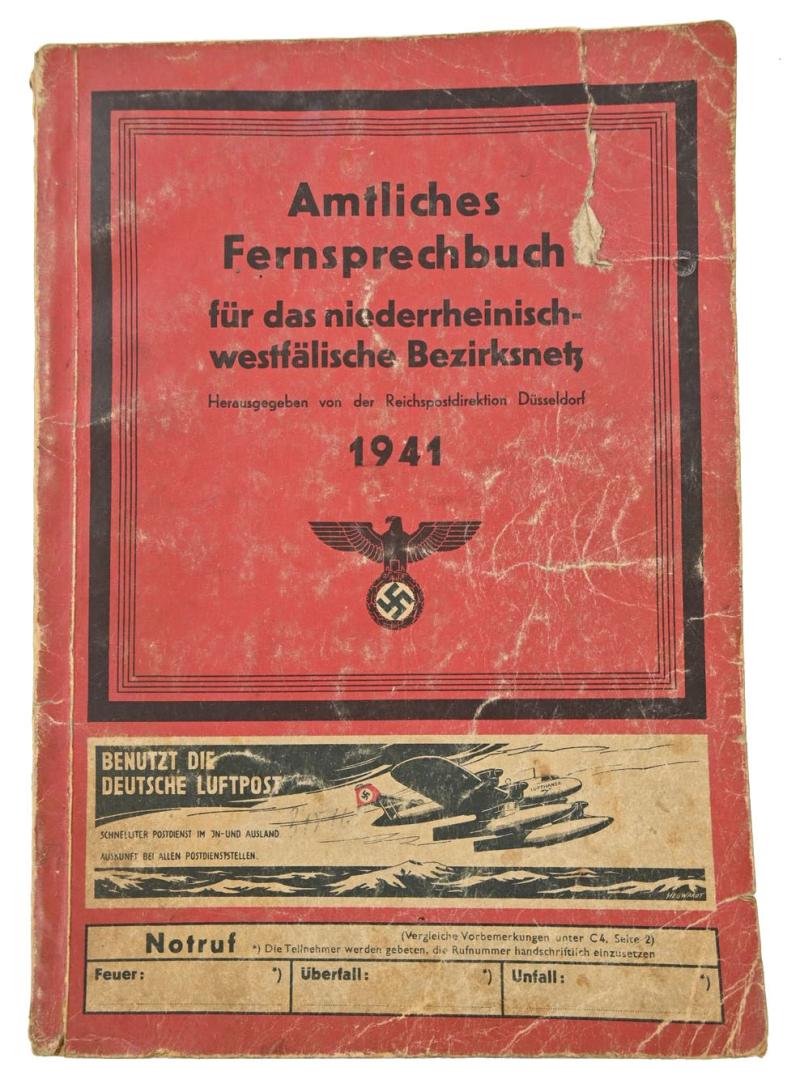 Amtliches
Fernsprechbuch
für das niederrheinisch-
westfälische Bezirksnetz
Herausgegeben von der Reichspostdirektion Düsseldorf
1941
BENUTZT DIE
DEUTSCHE LUFTPOST
LUFTHANSA
SCHNELLSTER POSTDIENST IM JN-UND AUSLAND
AUSKUNFT BEI ALLEN POSTDIENSTSTELLEN.
Notruf
(Vergleiche Vorbemerkungen unter C4, Seite 2)
*) Die Teilnehmer werden gebeten, die Rufnummer handschriftlich einzusetzen
Feuer: *) Überfall: *) Unfall: *)